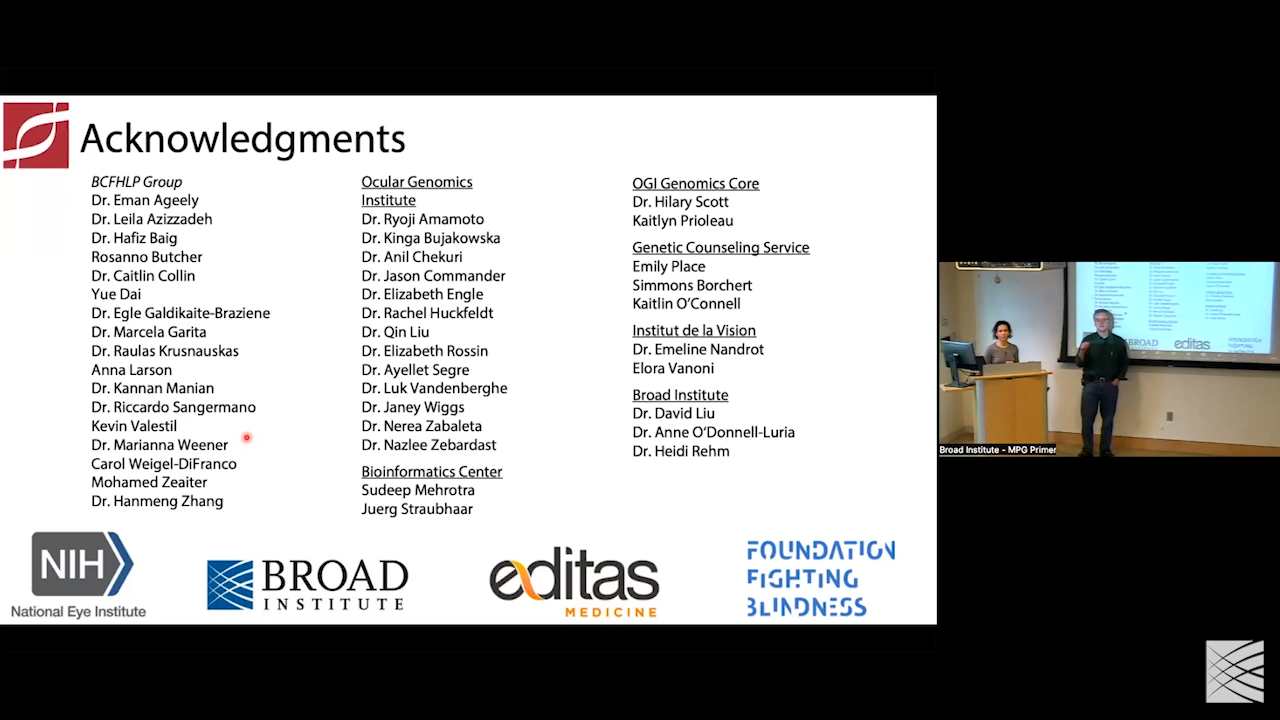 Acknowledgments
BCFHLP Group
Dr. Eman Ageely
Dr. Leila Azizzadeh
Dr. Hafiz Baig
Rosanno Butcher
Dr. Caitlin Collin
Yue Dai
Dr. Egle Galdikaite-Braziene
Dr. Marcela Garita
Dr. Raulas Krusnauskas
Anna Larson
Dr. Kannan Manian
Dr. Riccardo Sangermano
Kevin Valestil
Dr. Marianna Weener
Carol Weigel-DiFranco
Mohamed Zeaiter
Dr. Hanmeng Zhang
Ocular Genomics
Institute
Dr. Ryoji Amamoto
Dr. Kinga Bujakowska
Dr. Anil Chekuri
Dr. Jason Commander
Dr. Elizabeth Engle
Dr. Rachel Huckfeldt
Dr. Qin Liu
Dr. Elizabeth Rossin
Dr. Ayellet Segre
Dr. Luk Vandenberghe
Dr. Janey Wiggs
Dr. Nerea Zabaleta
Dr. Nazlee Zebardast
Bioinformatics Center
Sudeep Mehrotra
Juerg Straubhaar
OGI Genomics Core
Dr. Hilary Scott
Kaitlyn Prioleau
Genetic Counseling Service
Emily Place
Simmons Borchert
Kaitlin O'Connell
Institut de la Vision
Dr. Emeline Nandrot
Elora Vanoni
Broad Institute
Dr. David Liu
Dr. Anne O'Donnell-Luria
Dr. Heidi Rehm
NIH
National Eye Institute
BROAD
INSTITUTE
editas
MEDICINE
FOUNDATION
FIGHTING
BLINDNESS
BROAD
editas
FIGHTING
BLINDNESS
Broad Institute - MPG Primer